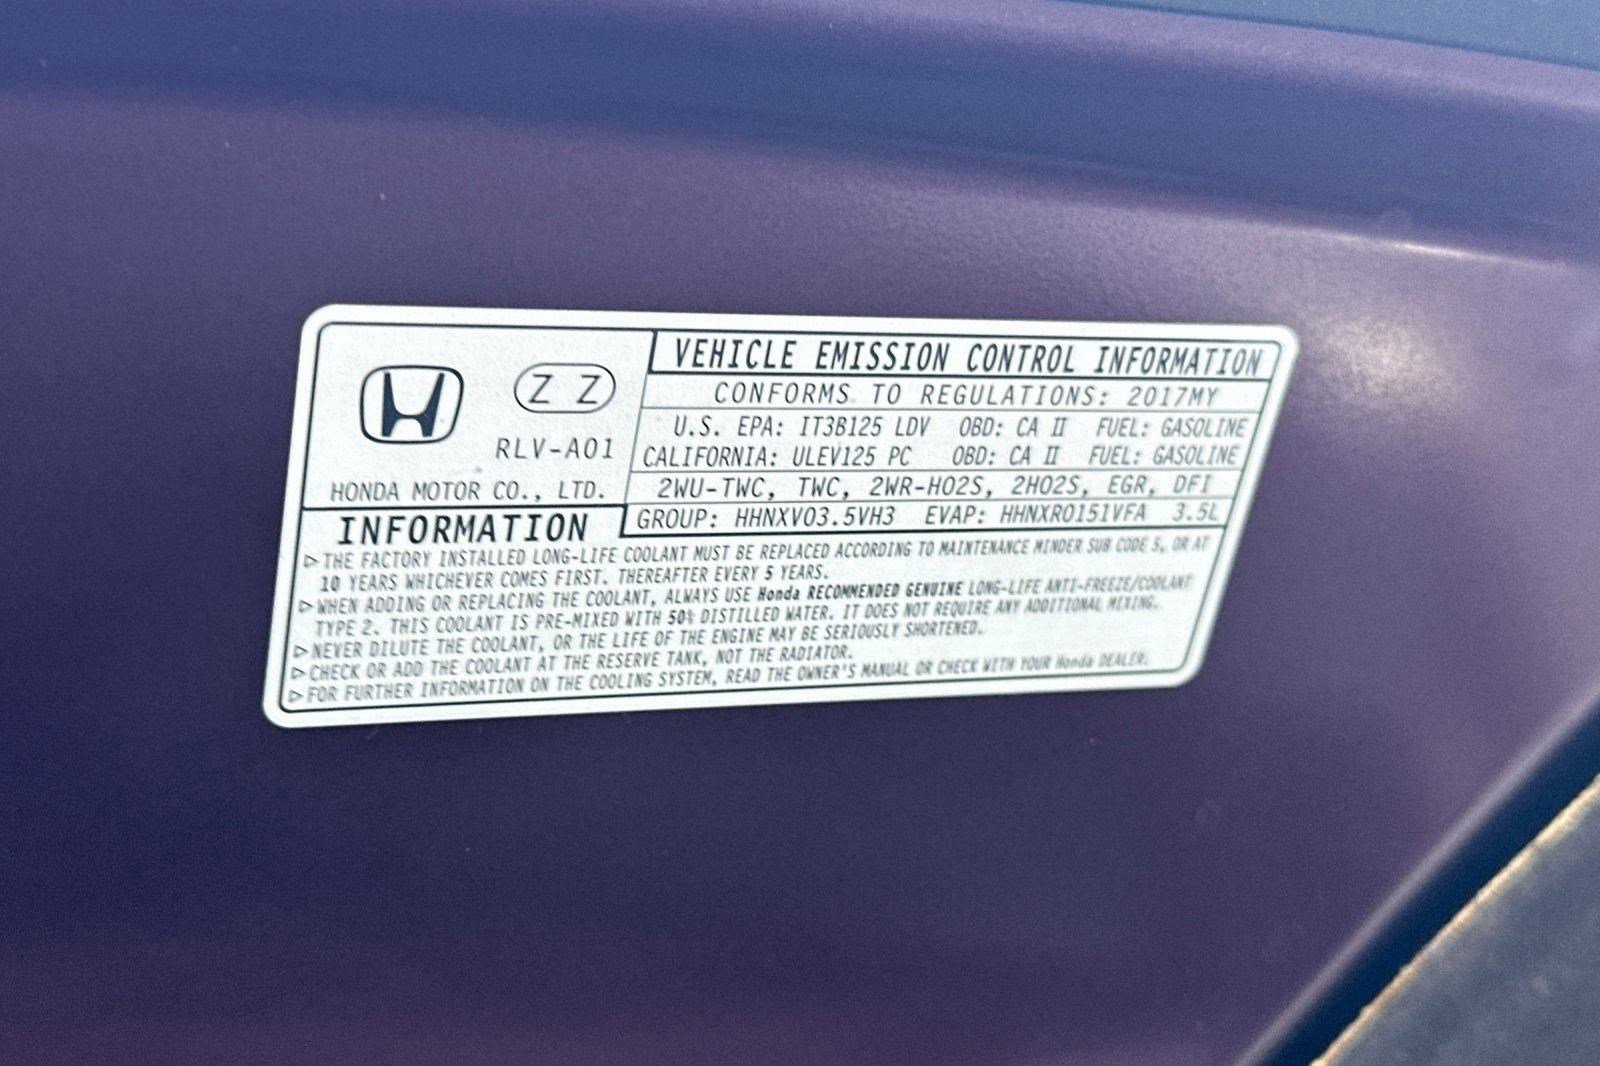 Z Z
RLV-A01
HONDA MOTOR CO., LTD.
VEHICLE EMISSION CONTROL INFORMATION
CONFORMS TO REGULATIONS: 2017MY
U.S. EPA: IT3B125 LDV OBD: CA II FUEL: GASOLINE
CALIFORNIA: ULEV125 PC OBD: CA II FUEL: GASOLINE
2WU-TWC, TWC, 2WR-HO2S, 2HO2S, EGR, DFI
GROUP: HHNXV03.5VH3 EVAP: HHNXR0151VFA 3.5L
INFORMATION
▷THE FACTORY INSTALLED LONG-LIFE COOLANT MUST BE REPLACED ACCORDING TO MAINTENANCE MINDER SUB CODE 5, OR AT
10 YEARS WHICHEVER COMES FIRST. THEREAFTER EVERY 5 YEARS.
▷WHEN ADDING OR REPLACING THE COOLANT, ALWAYS USE Honda RECOMMENDED GENUINE LONG-LIFE ANTI-FREEZE/COOLANT
TYPE 2. THIS COOLANT IS PRE-MIXED WITH 50% DISTILLED WATER. IT DOES NOT REQUIRE ANY ADDITIONAL MIXING.
▷NEVER DILUTE THE COOLANT, OR THE LIFE OF THE ENGINE MAY BE SERIOUSLY SHORTENED.
▷CHECK OR ADD THE COOLANT AT THE RESERVE TANK, NOT THE RADIATOR.
▷FOR FURTHER INFORMATION ON THE COOLING SYSTEM, READ THE OWNER'S MANUAL OR CHECK WITH YOUR Honda DEALER.